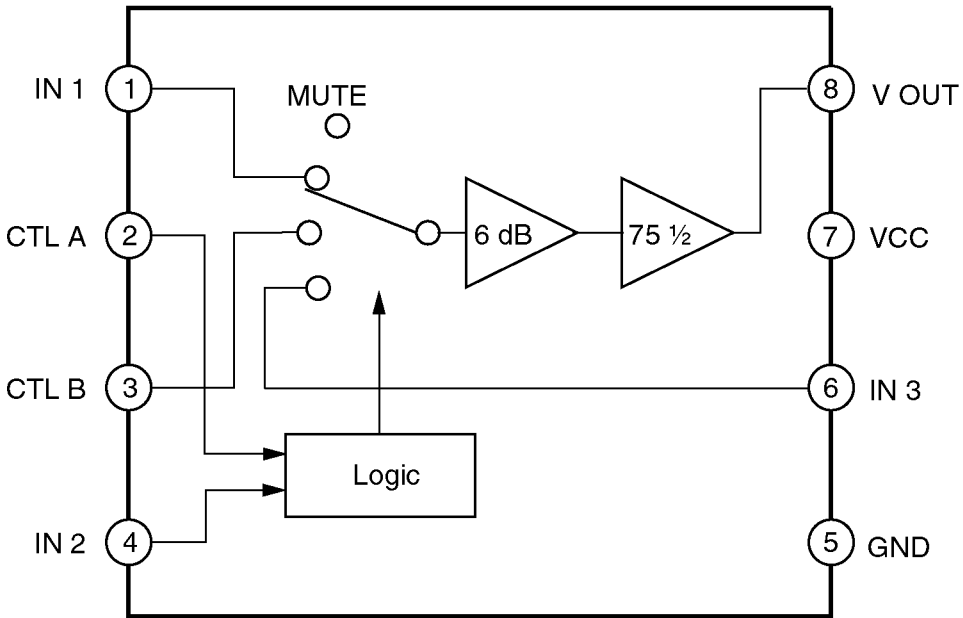 IN 1
1
MUTE
8
V OUT
CTL A
2
6 dB
75 ½
7
VCC
CTL B
3
6
IN 3
Logic
IN 2
4
5
GND